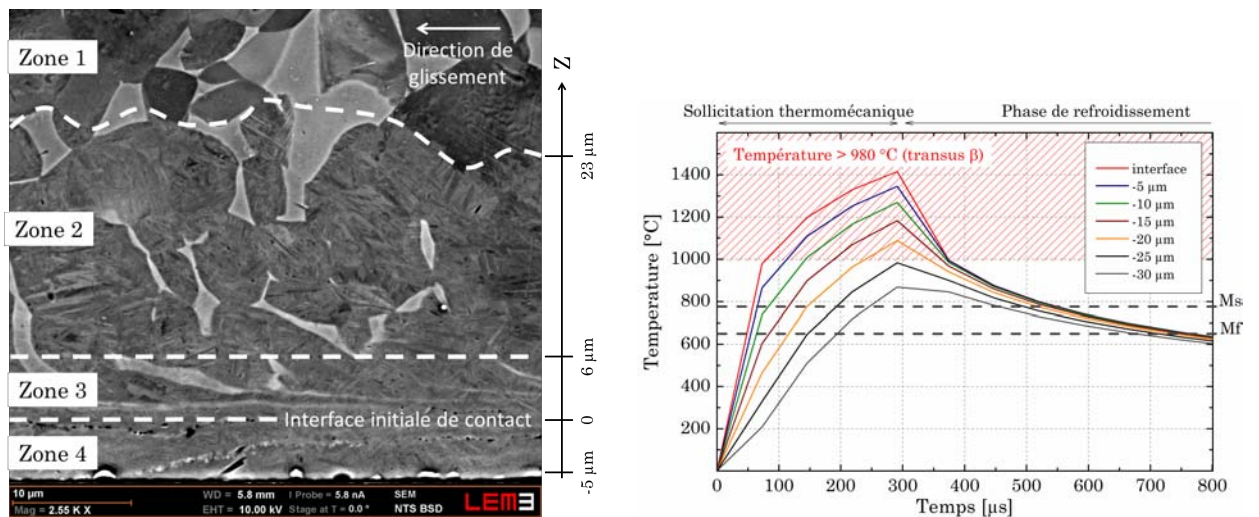 Zone 1
Direction de
glissement
Z
23 µm
Zone 2
6 µm
Zone 3
Interface initiale de contact
0
Zone 4
-5 µm
10 µm
Mag = 2.55 K X
WD = 5.8 mm
EHT = 10.00 kV
I Probe = 5.8 nA
Stage at T = 0.0 °
SEM
NTS BSD
LEM3
Sollicitation thermomécanique
Phase de refroidissement
Température > 980 °C (transus β)
interface
-5 µm
-10 µm
-15 µm
-20 µm
-25 µm
-30 µm
Temperature [°C]
1400
1200
1000
800
600
400
200
Ms
Mf
0
100
200
300
400
500
600
700
800
Temps [µs]